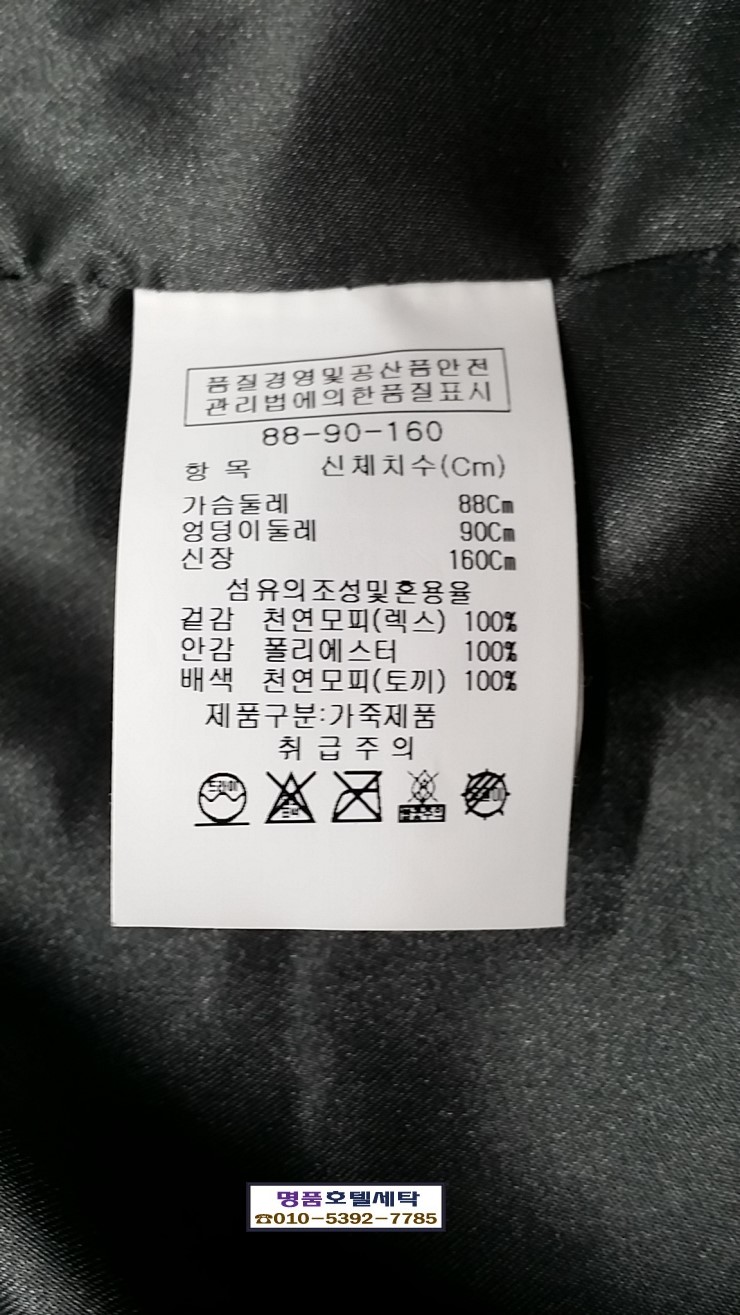 품질경영및공산품안전
관리법에의한품질표시
88-90-160
항 목 신체치수(Cm)
가슴둘레 88Cm
엉덩이둘레 90Cm
신장 160Cm
섬유의조성및혼용율
겉감 천연모피(렉스) 100%
안감 폴리에스터 100%
배색 천연모피(토끼) 100%
제품구분:가죽제품
취 급 주 의
드라이
명품호텔세탁
☎010-5392-7785